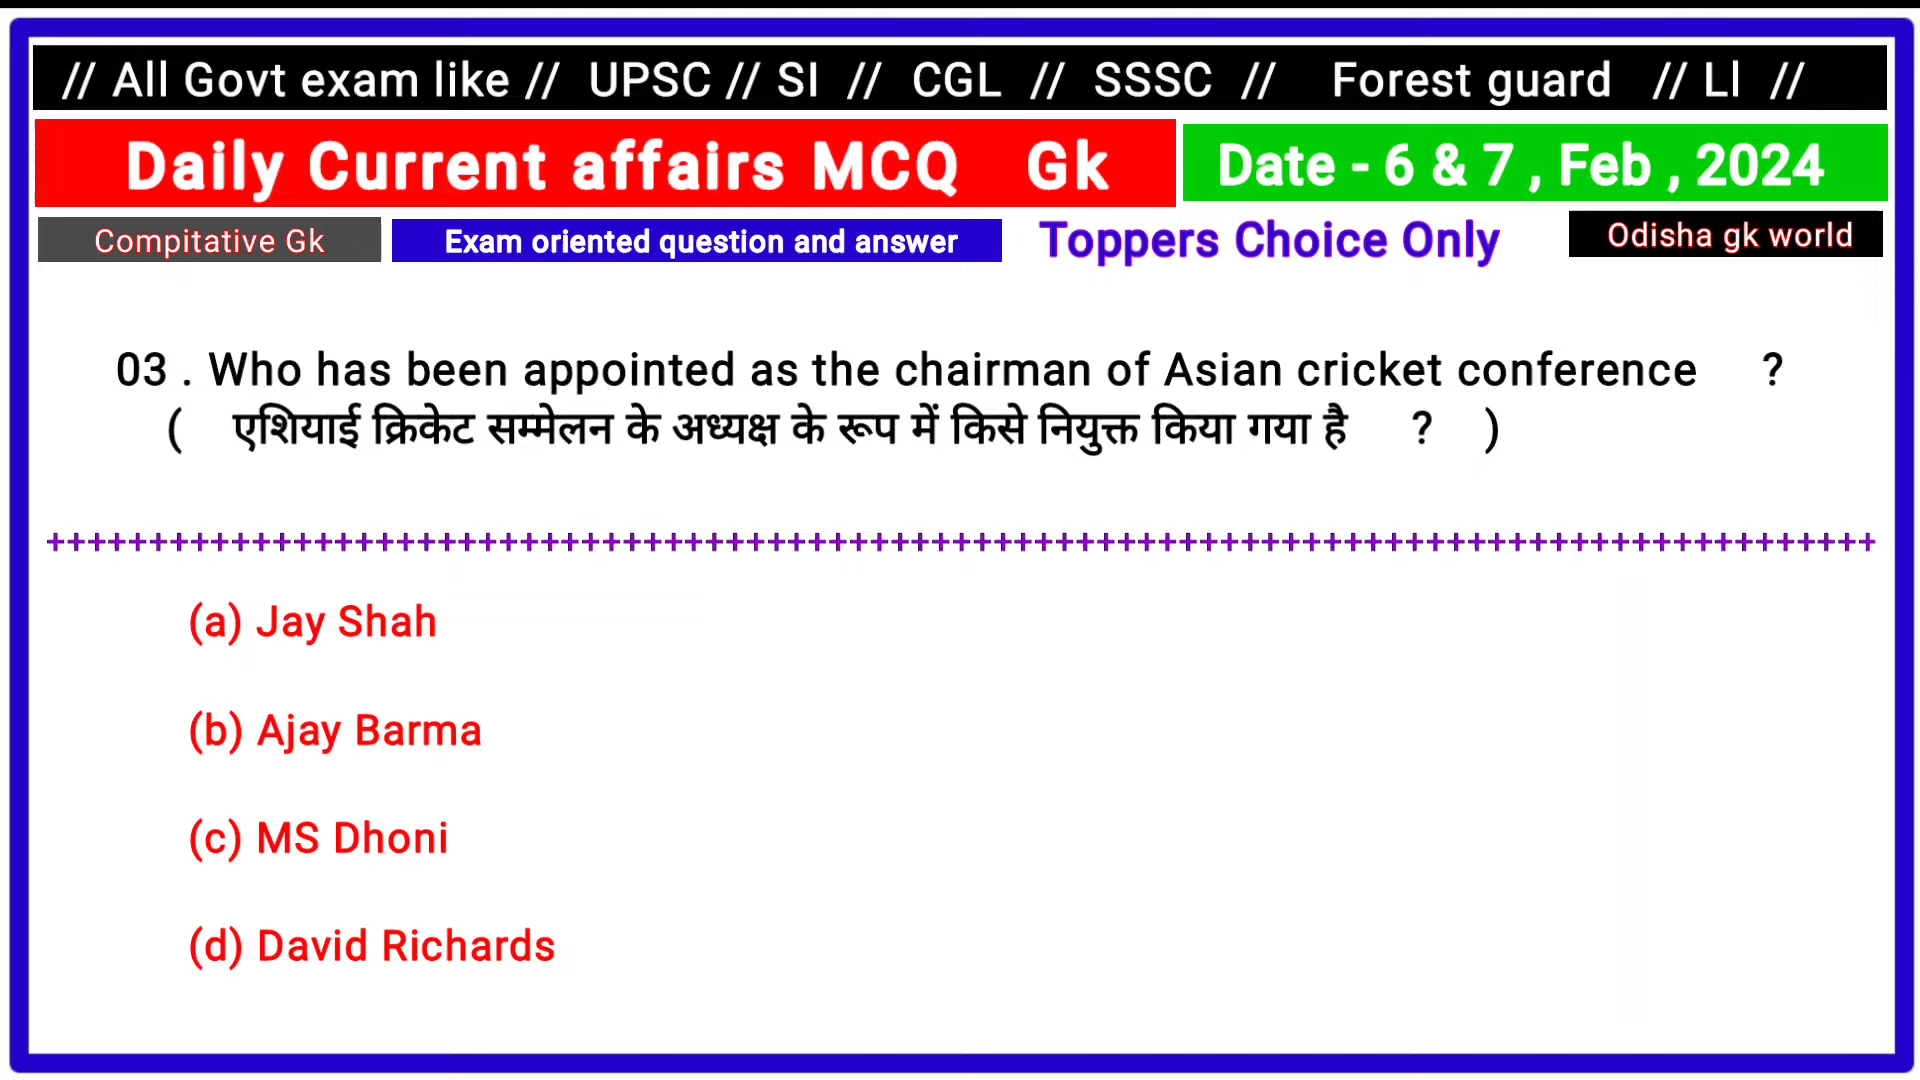 // All Govt exam like // UPSC // SI // CGL // SSSC // Forest guard // Ll //
Daily Current affairs MCQ Gk
Date - 6 & 7 , Feb , 2024
Compitative Gk
Exam oriented question and answer
Toppers Choice Only
Odisha gk world
03 . Who has been appointed as the chairman of Asian cricket conference ?
( एशियाई क्रिकेट सम्मेलन के अध्यक्ष के रूप में किसे नियुक्त किया गया है ? )
+++++++++++++++++++++++++++++++++++++++++++++++++++++++++++++++++++++++++++++++++++++++++
(a) Jay Shah
(b) Ajay Barma
(c) MS Dhoni
(d) David Richards